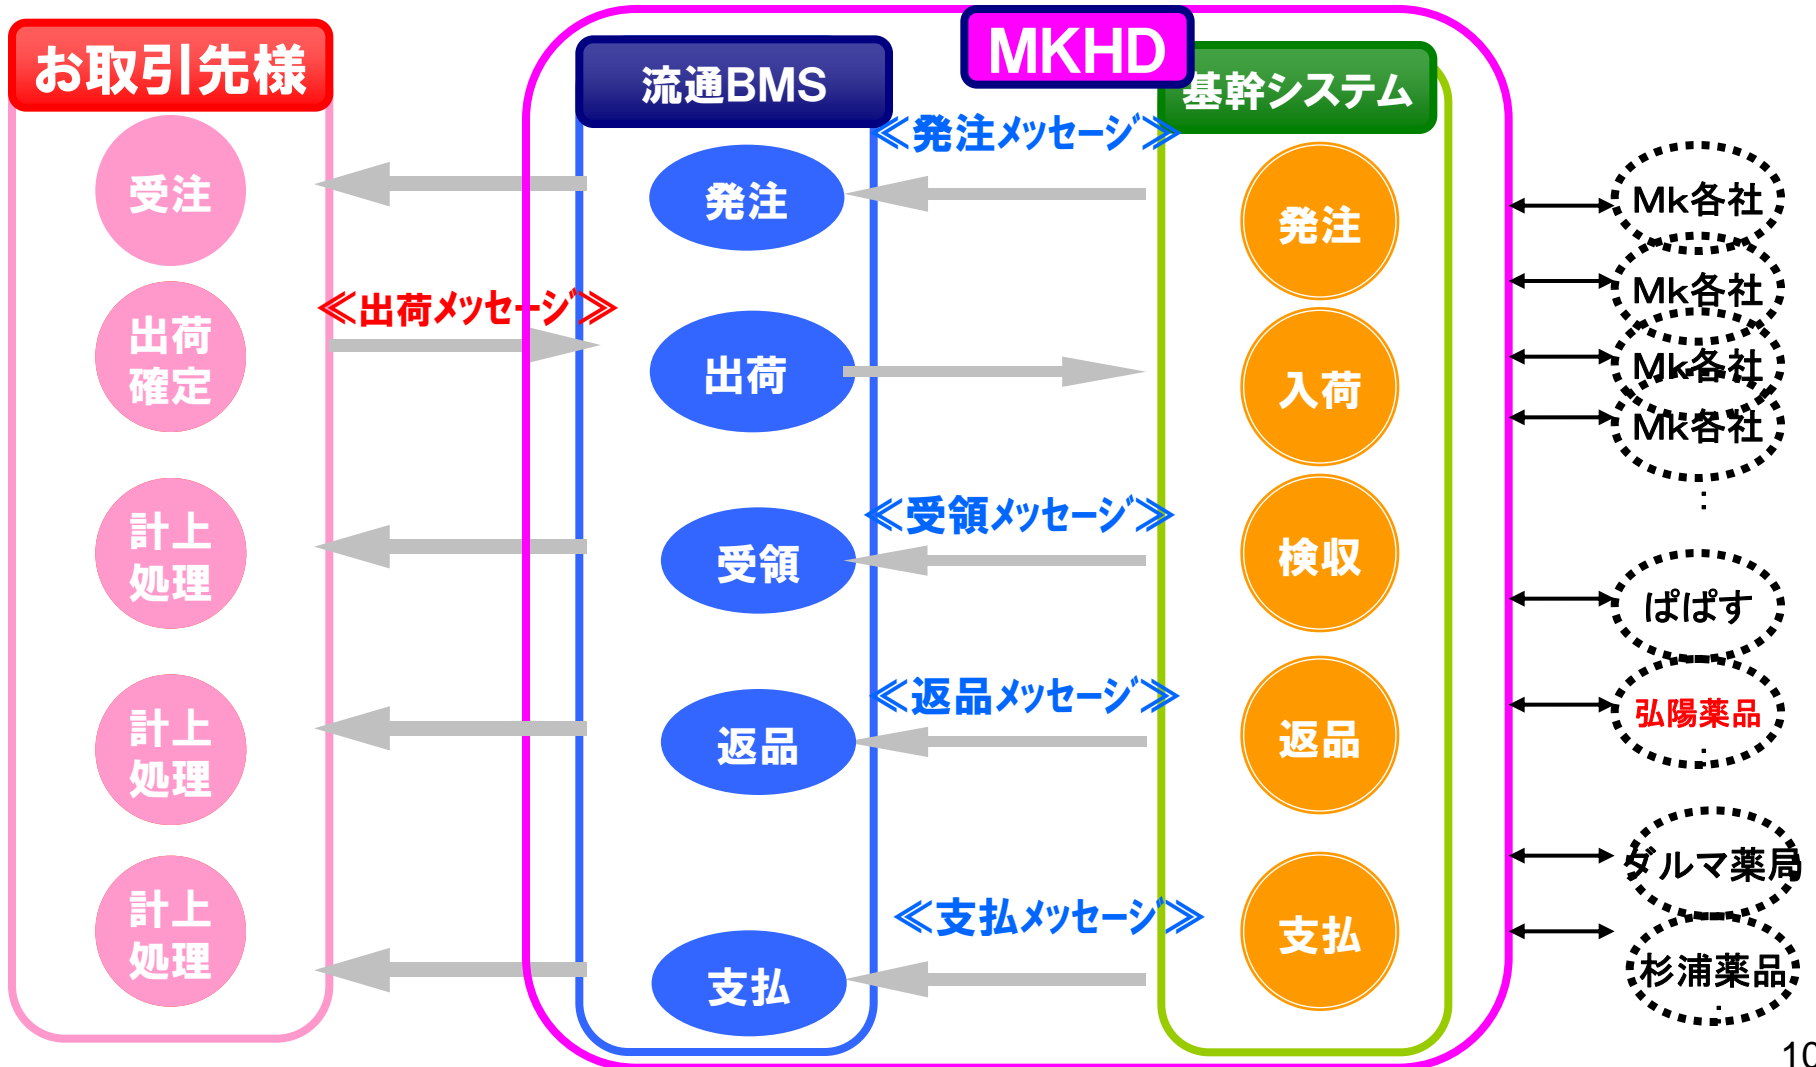 お取引先様
流通BMS
MKHD
基幹システム
≪発注メッセージ≫
受注
発注
発注
≪出荷メッセージ≫
出荷
確定
出荷
入荷
≪受領メッセージ≫
計上
処理
受領
検収
≪返品メッセージ≫
計上
処理
返品
返品
≪支払メッセージ≫
計上
処理
支払
支払
Mk各社
Mk各社
Mk各社
Mk各社
:
ぱぱす
弘陽薬品
:
ダルマ薬局
杉浦薬品
:
10